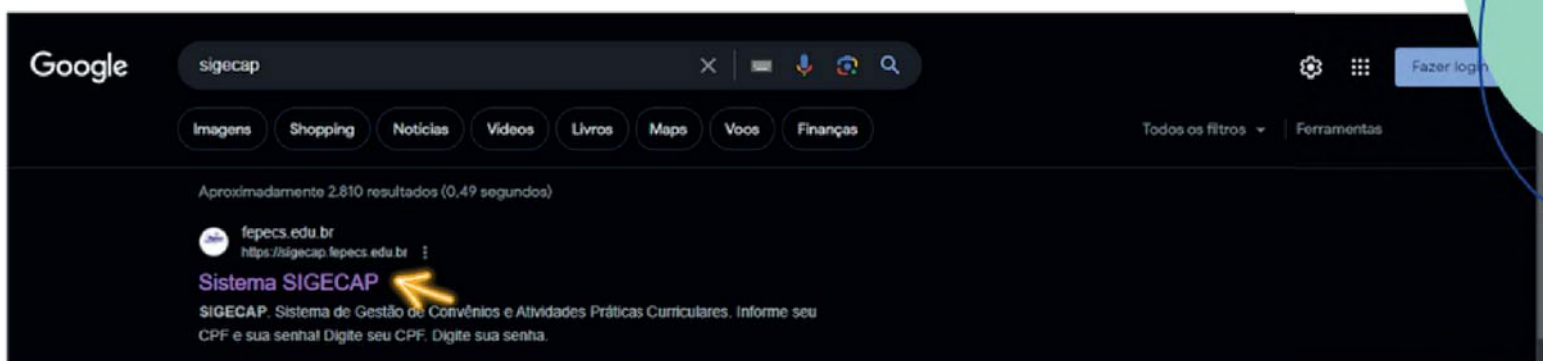 Google
sigecap
Fazer login
Imagens
Shopping
Notícias
Vídeos
Livros
Maps
Voos
Finanças
Todos os filtros
Ferramentas
Aproximadamente 2.810 resultados (0,49 segundos)
fepecs.edu.br
https://sigecap.fepecs.edu.br
Sistema SIGECAP
SIGECAP. Sistema de Gestão de Convênios e Atividades Práticas Curriculares. Informe seu
CPF e sua senha! Digite seu CPF. Digite sua senha.